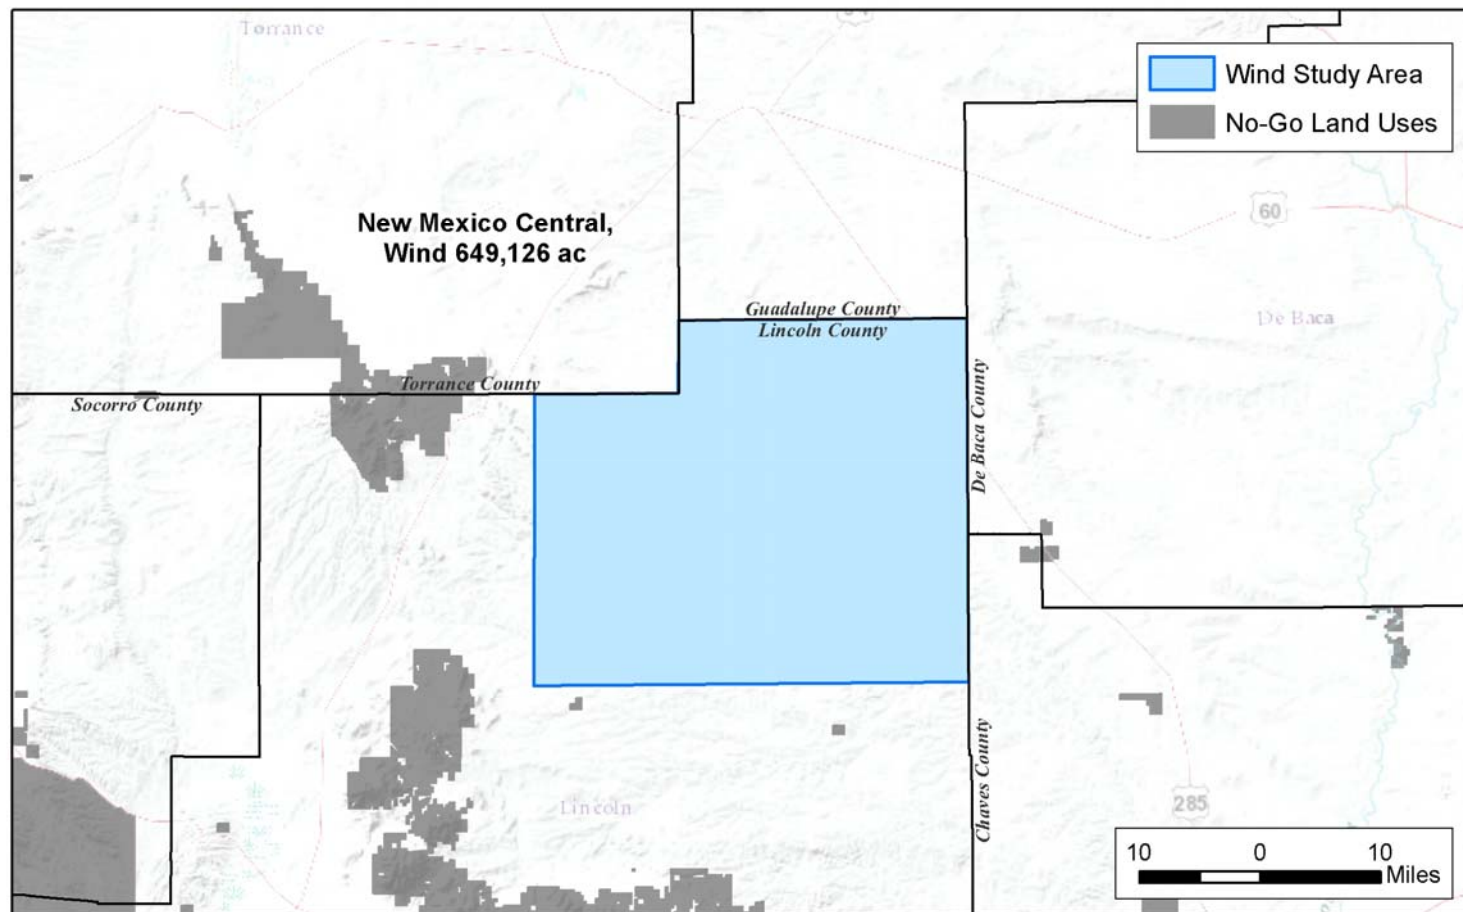 Torrance
54
Wind Study Area
No-Go Land Uses
New Mexico Central,
Wind 649,126 ac
60
Guadalupe County
Lincoln County
De Baca
Torrance County
Socorro County
De Baca County
Chaves County
Lincoln
285
10 0 10
Miles